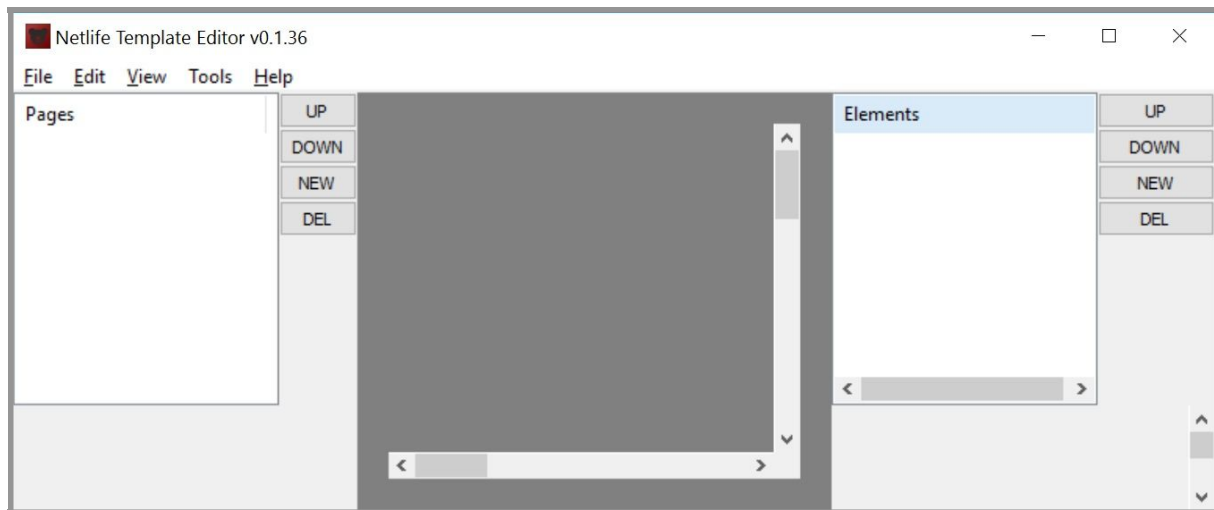 Netlife Template Editor v0.1.36
File Edit View Tools Help
Pages
UP
DOWN
NEW
DEL
Elements
UP
DOWN
NEW
DEL